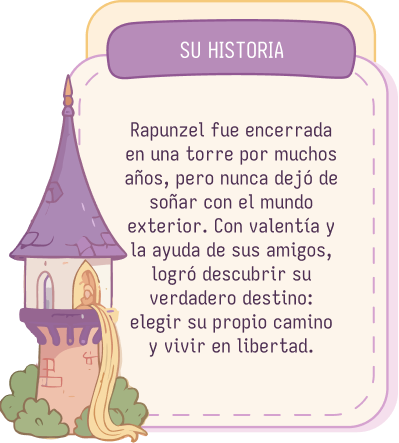 SU HISTORIA
Rapunzel fue encerrada
en una torre por muchos
años, pero nunca dejó de
soñar con el mundo
exterior. Con valentía y
la ayuda de sus amigos,
logró descubrir su
verdadero destino:
elegir su propio camino
y vivir en libertad.